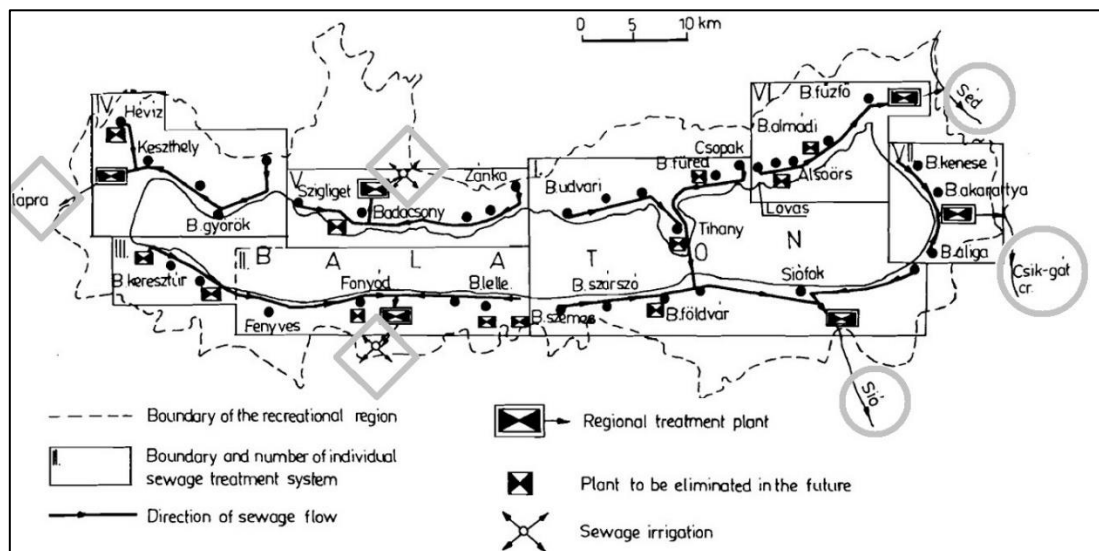 0 5 10 km
IV.
Hévíz
Keszthely
lápra
B.györök
V.
Szigliget
Badacsony
Zánka
I.
B.udvari
B.füred
Csopak
Tihany
VI.
B.fűzfő
B.almádi
Alsóörs
Lovas
Séd
VII.
B.kenese
B.akarattya
B.aliga
Csik-gát
cr.
III.
B.keresztúr
II.
B A L A T O N
Fenyves
Fonyód
B.lelle.
B.szemes
B.szárszó
B.földvár
Siófok
Sió
Boundary of the recreational region
II.
Boundary and number of individual
sewage treatment system
Direction of sewage flow
Regional treatment plant
Plant to be eliminated in the future
Sewage irrigation